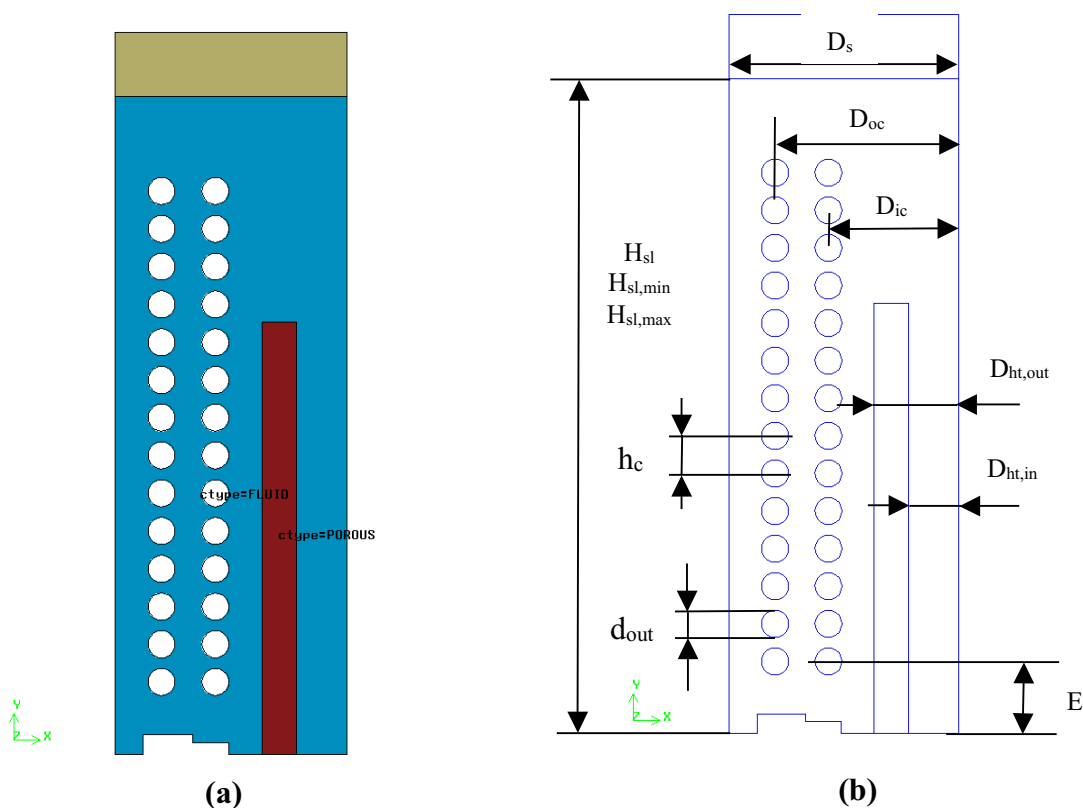 ctype=FLUID
ctype=POROUS
Y
Z X
(a)
Dₛ
Dₒc
Dᵢc
Hₛₗ
Hₛₗ,ₘᵢₙ
Hₛₗ,ₘₐₓ
Dht,out
hc
Dht,in
dout
E
Y
Z X
(b)